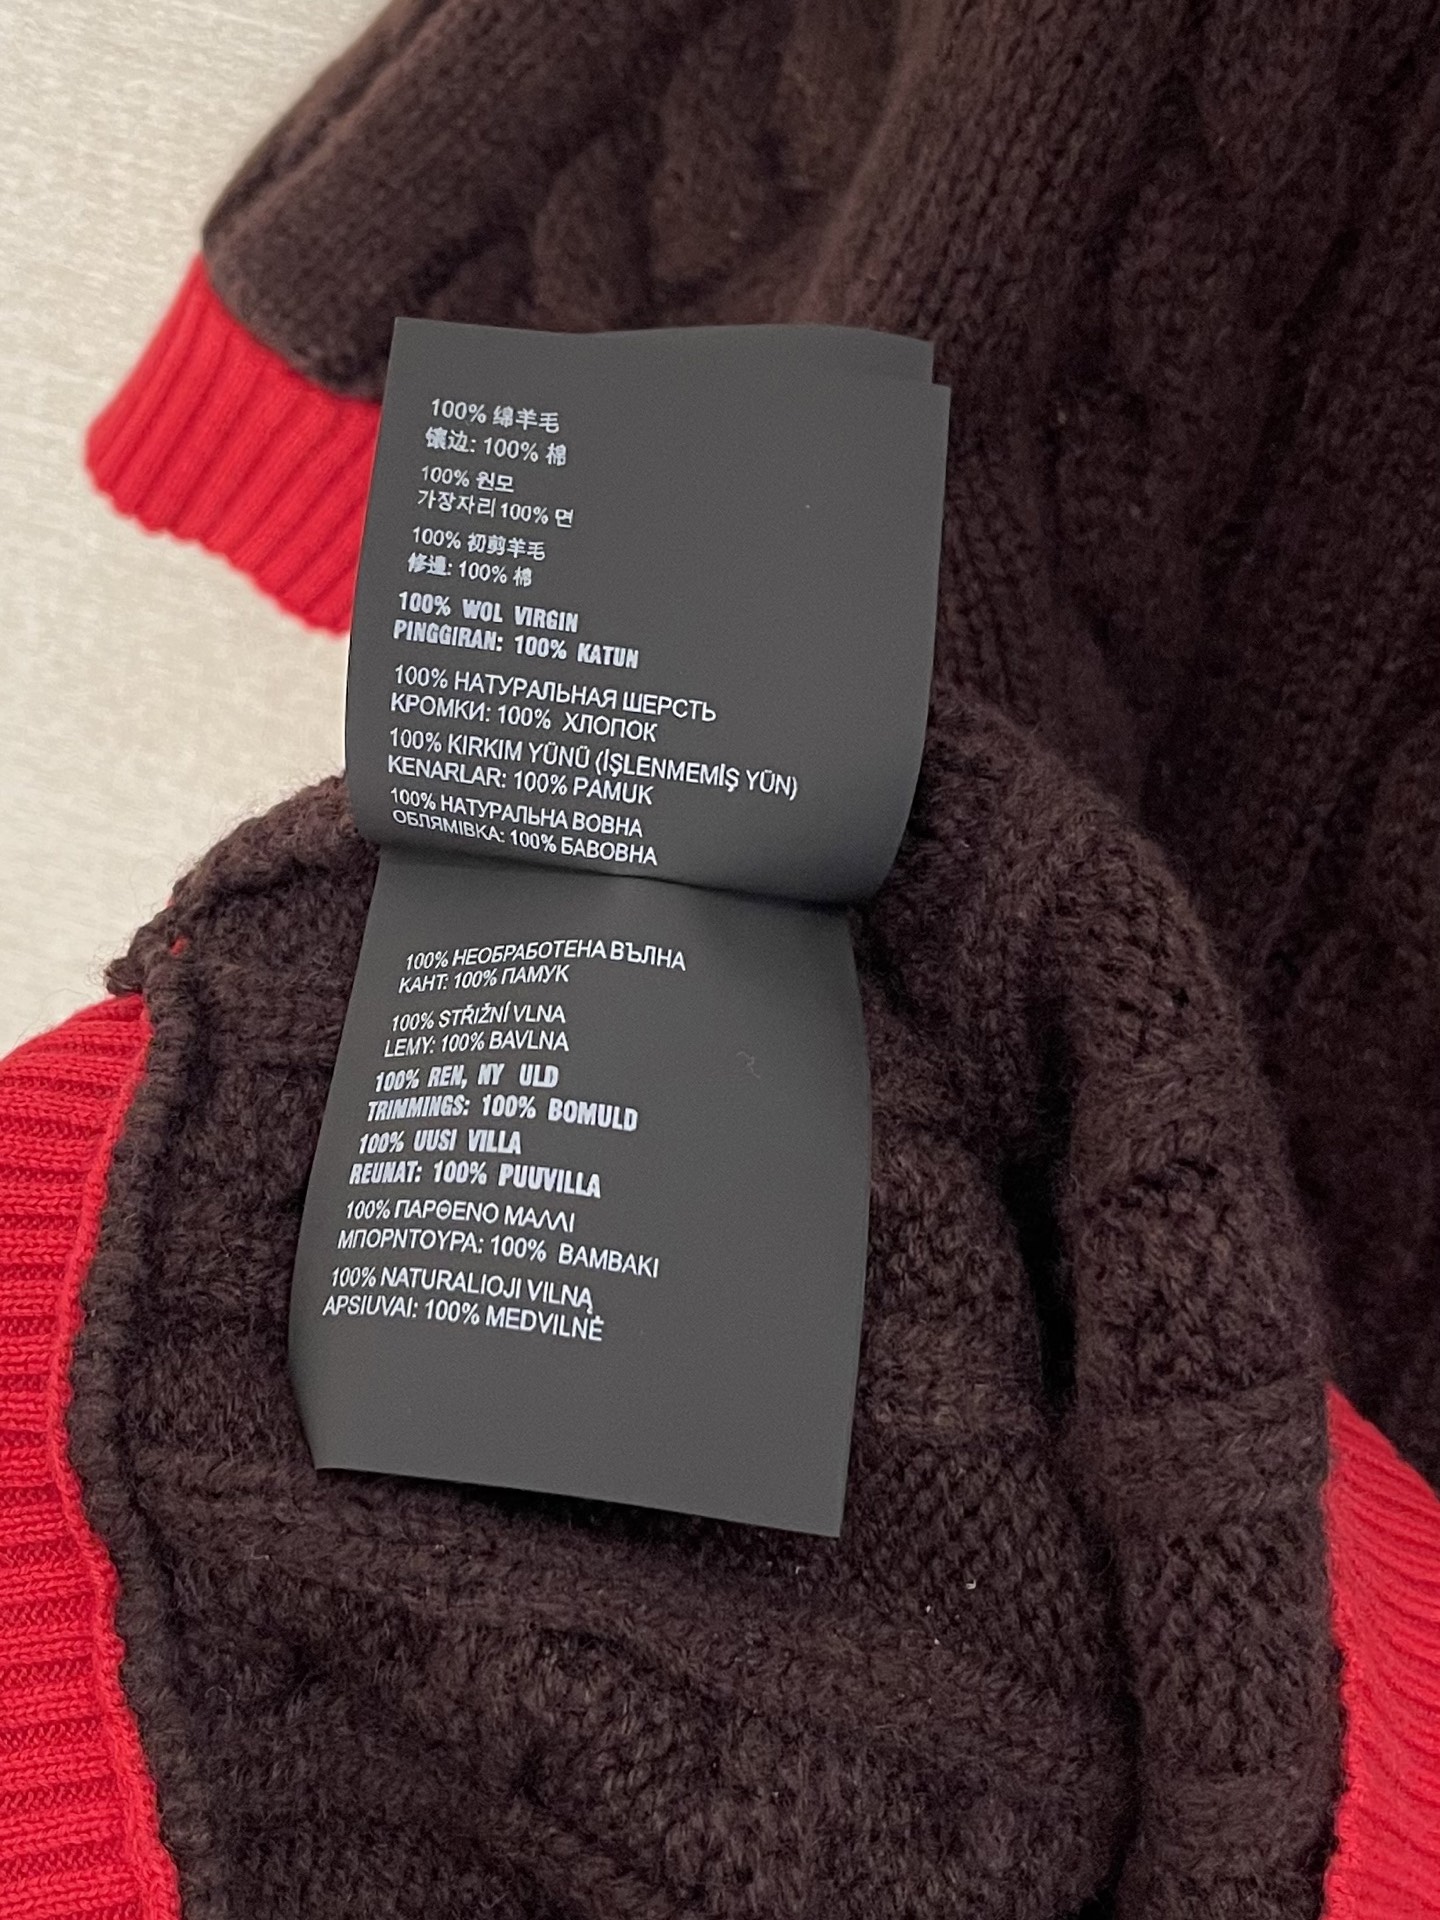 100% 绵羊毛
镶边: 100% 棉
100% 원모
가장자리 100% 면
100% 初剪羊毛
修邊: 100% 棉
100% WOL VIRGIN
PINGGIRAN: 100% KATUN
100% НАТУРАЛЬНАЯ ШЕРСТЬ
КРОМКИ: 100% ХЛОПОК
100% KIRKIM YÜNÜ (İŞLENMEMİŞ YÜN)
KENARLAR: 100% PAMUK
100% НАТУРАЛЬНА ВОВНА
ОБЛЯМІВКА: 100% БАВОВНА
100% НЕОБРАБОТЕНА ВЪЛНА
КАНТ: 100% ПАМУК
100% STŘIŽNÍ VLNA
LEMY: 100% BAVLNA
100% REN, NY ULD
TRIMMINGS: 100% BOMULD
100% UUSI VILLA
REUNAT: 100% PUUVILLA
100% ΠΑΡΘΕΝΟ ΜΑΛΛΙ
ΜΠΟΡΝΤΟΥΡΑ: 100% ΒΑΜΒΑΚΙ
100% NATURALIOJI VILNĄ
APSIUVAI: 100% MEDVILNĖ